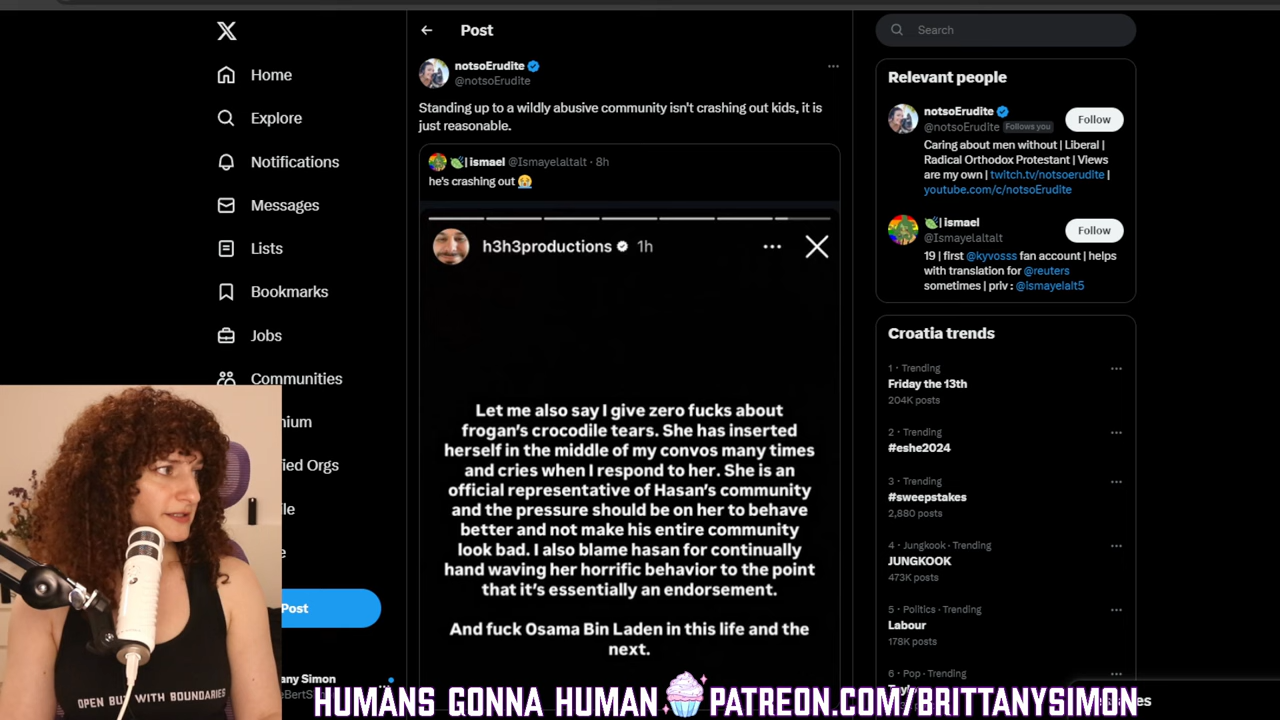 Home
Explore
Notifications
Messages
Lists
Bookmarks
Jobs
Communities
Post
Post
notsoErudite
@notsoErudite
Standing up to a wildly abusive community isn't crashing out kids, it is
just reasonable.
ismael @Ismayelaltalt · 8h
he's crashing out
h3h3productions 1h
Let me also say I give zero fucks about
frogan's crocodile tears. She has inserted
herself in the middle of my convos many times
and cries when I respond to her. She is an
official representative of Hasan's community
and the pressure should be on her to behave
better and not make his entire community
look bad. I also blame hasan for continually
hand waving her horrific behavior to the point
that it's essentially an endorsement.
And fuck Osama Bin Laden in this life and the
next.
Search
Relevant people
notsoErudite
@notsoErudite Follows you
Follow
Caring about men without | Liberal |
Radical Orthodox Protestant | Views
are my own | twitch.tv/notsoerudite |
youtube.com/c/notsoErudite
| ismael
@Ismayelaltalt
Follow
19 | first @kyvosss fan account | helps
with translation for @reuters
sometimes | priv : @ismayelalt5
Croatia trends
1 · Trending
Friday the 13th
204K posts
2 · Trending
#eshe2024
3 · Trending
#sweepstakes
2,880 posts
4 · Jungkook · Trending
JUNGKOOK
473K posts
5 · Politics · Trending
Labour
178K posts
6 · Pop · Trending
OPEN BUT WITH BOUNDARIES
HUMANS GONNA HUMAN PATREON.COM/BRITTANYSIMON